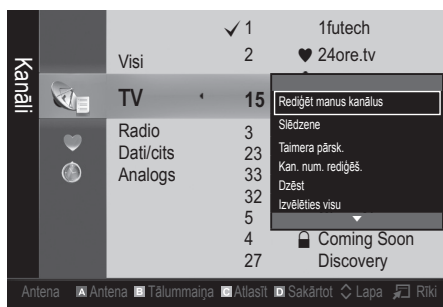 Kanāli
✓ 1 1futech
Visi 2 ♥ 24ore.tv
TV 15
Radio 3
Dati/cits 23
Analogs 33
32
5
4 Coming Soon
27 Discovery
Rediģēt manus kanālus
Slēdzene
Taimera pārsk.
Kan. num. rediģēš.
Dzēst
Izvēlēties visu
Antena A Antena B Tālummaiņa C Atlasīt D Sakārtot Lapa Rīki